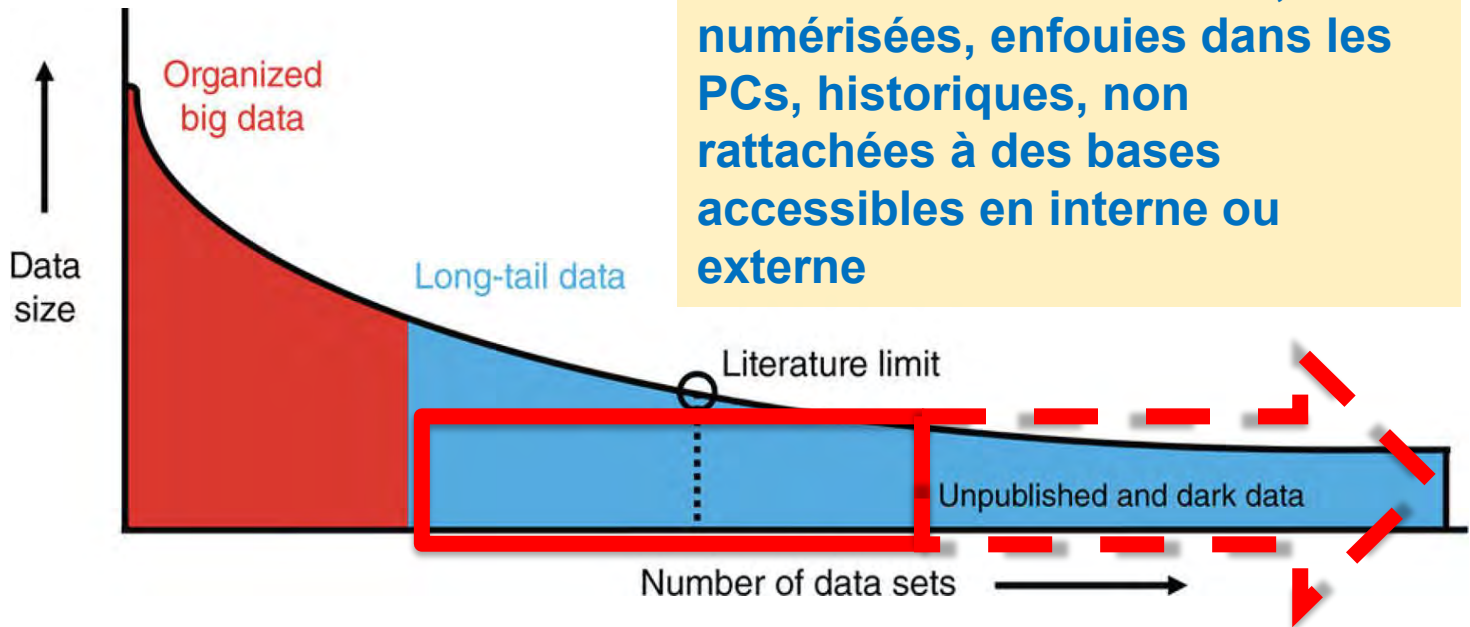 numérisées, enfouies dans les
PCs, historiques, non
rattachées à des bases
accessibles en interne ou
externe
Organized
big data
Data
size
Long-tail data
Literature limit
Unpublished and dark data
Number of data sets